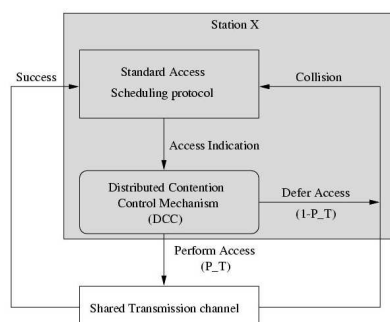 Station X
Success
Standard Access
Scheduling protocol
Collision
Access Indication
Distributed Contention
Control Mechanism
(DCC)
Defer Access
(1-P_T)
Perform Access
(P_T)
Shared Transmission channel